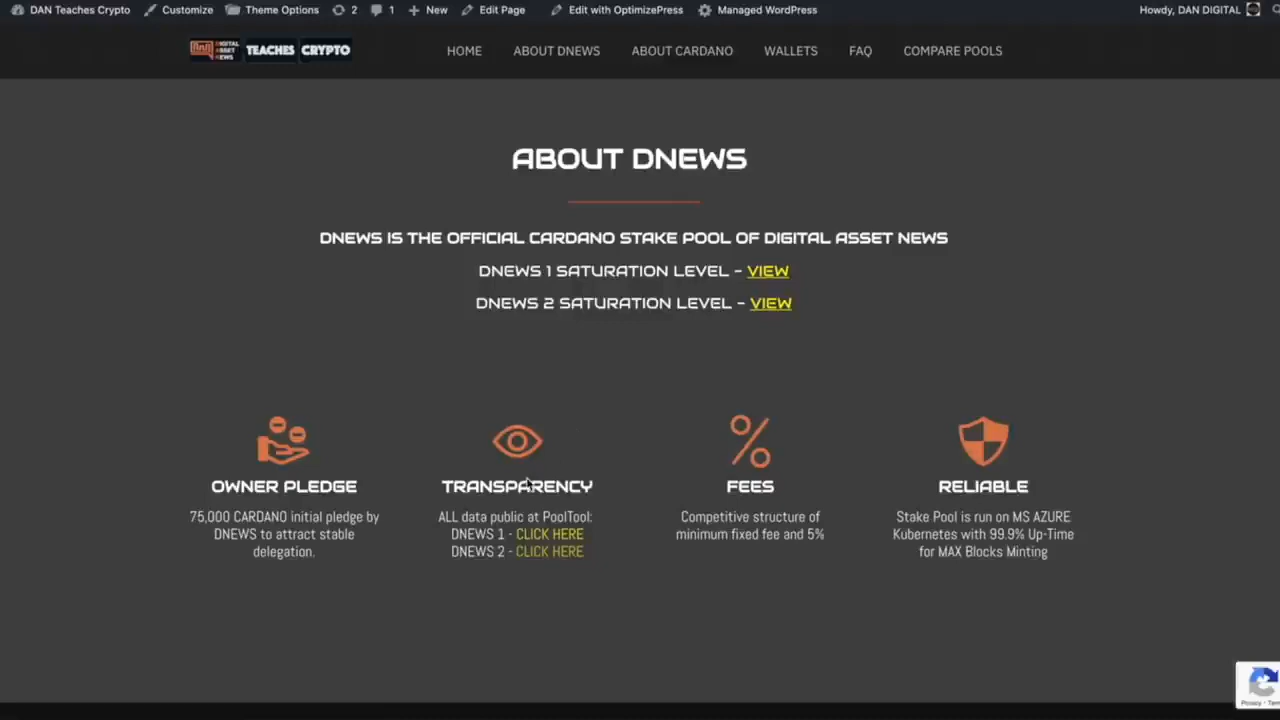 DAN Teaches Crypto Customize Theme Options 2 1 New Edit Page Edit with OptimizePress Managed WordPress Howdy, DAN DIGITAL
DIGITAL ASSET NEWS TEACHES CRYPTO HOME ABOUT DNEWS ABOUT CARDANO WALLETS FAQ COMPARE POOLS
ABOUT DNEWS
DNEWS IS THE OFFICIAL CARDANO STAKE POOL OF DIGITAL ASSET NEWS
DNEWS 1 SATURATION LEVEL – VIEW
DNEWS 2 SATURATION LEVEL – VIEW
OWNER PLEDGE
75,000 CARDANO initial pledge by
DNEWS to attract stable
delegation.
TRANSPARENCY
ALL data public at PoolTool:
DNEWS 1 - CLICK HERE
DNEWS 2 - CLICK HERE
FEES
Competitive structure of
minimum fixed fee and 5%
RELIABLE
Stake Pool is run on MS AZURE
Kubernetes with 99.9% Up-Time
for MAX Blocks Minting
Privacy